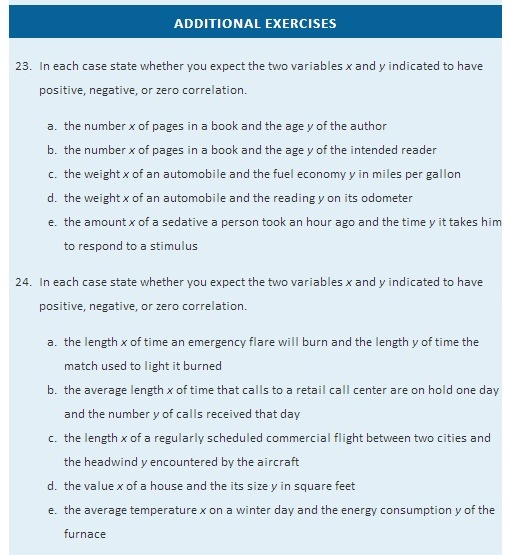 ADDITIONAL EXERCISES
23. In each case state whether you expect the two variables x and y indicated to have
positive, negative, or zero correlation.
a. the number x of pages in a book and the age y of the author
b. the number x of pages in a book and the age y of the intended reader
c. the weight x of an automobile and the fuel economy y in miles per gallon
d. the weight x of an automobile and the reading y on its odometer
e. the amount x of a sedative a person took an hour ago and the time y it takes him
to respond to a stimulus
24. In each case state whether you expect the two variables x and y indicated to have
positive, negative, or zero correlation.
a. the length x of time an emergency flare will burn and the length y of time the
match used to light it burned
b. the average length x of time that calls to a retail call center are on hold one day
and the number y of calls received that day
c. the length x of a regularly scheduled commercial flight between two cities and
the headwind y encountered by the aircraft
d. the value x of a house and the its size y in square feet
e. the average temperature x on a winter day and the energy consumption y of the
furnace